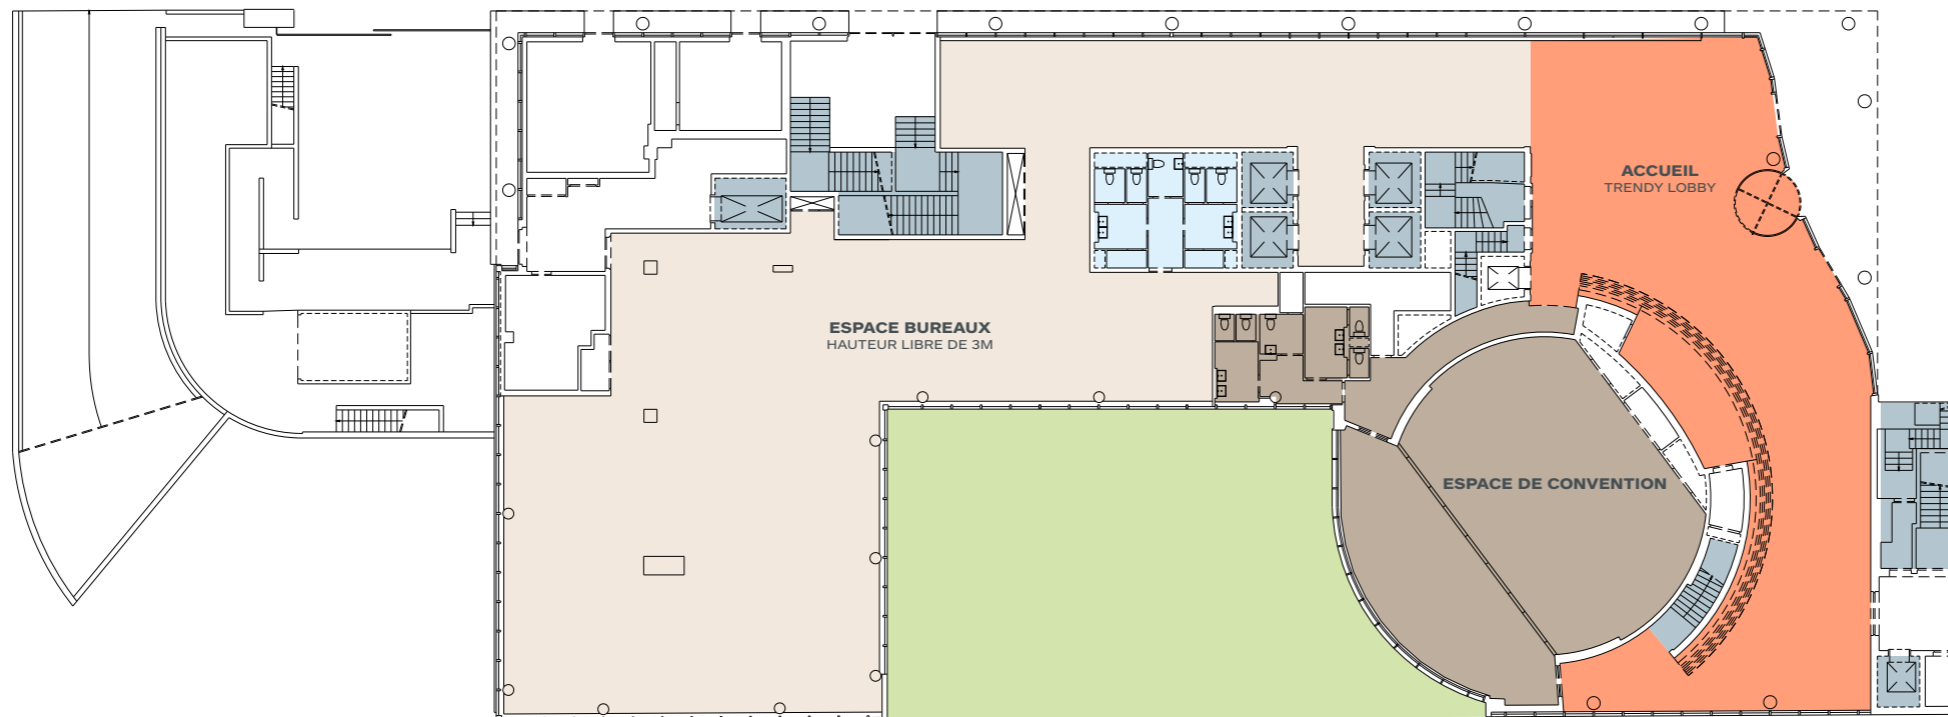 ACCUEIL
TRENDY LOBBY
ESPACE BUREAUX
HAUTEUR LIBRE DE 3M
ESPACE DE CONVENTION